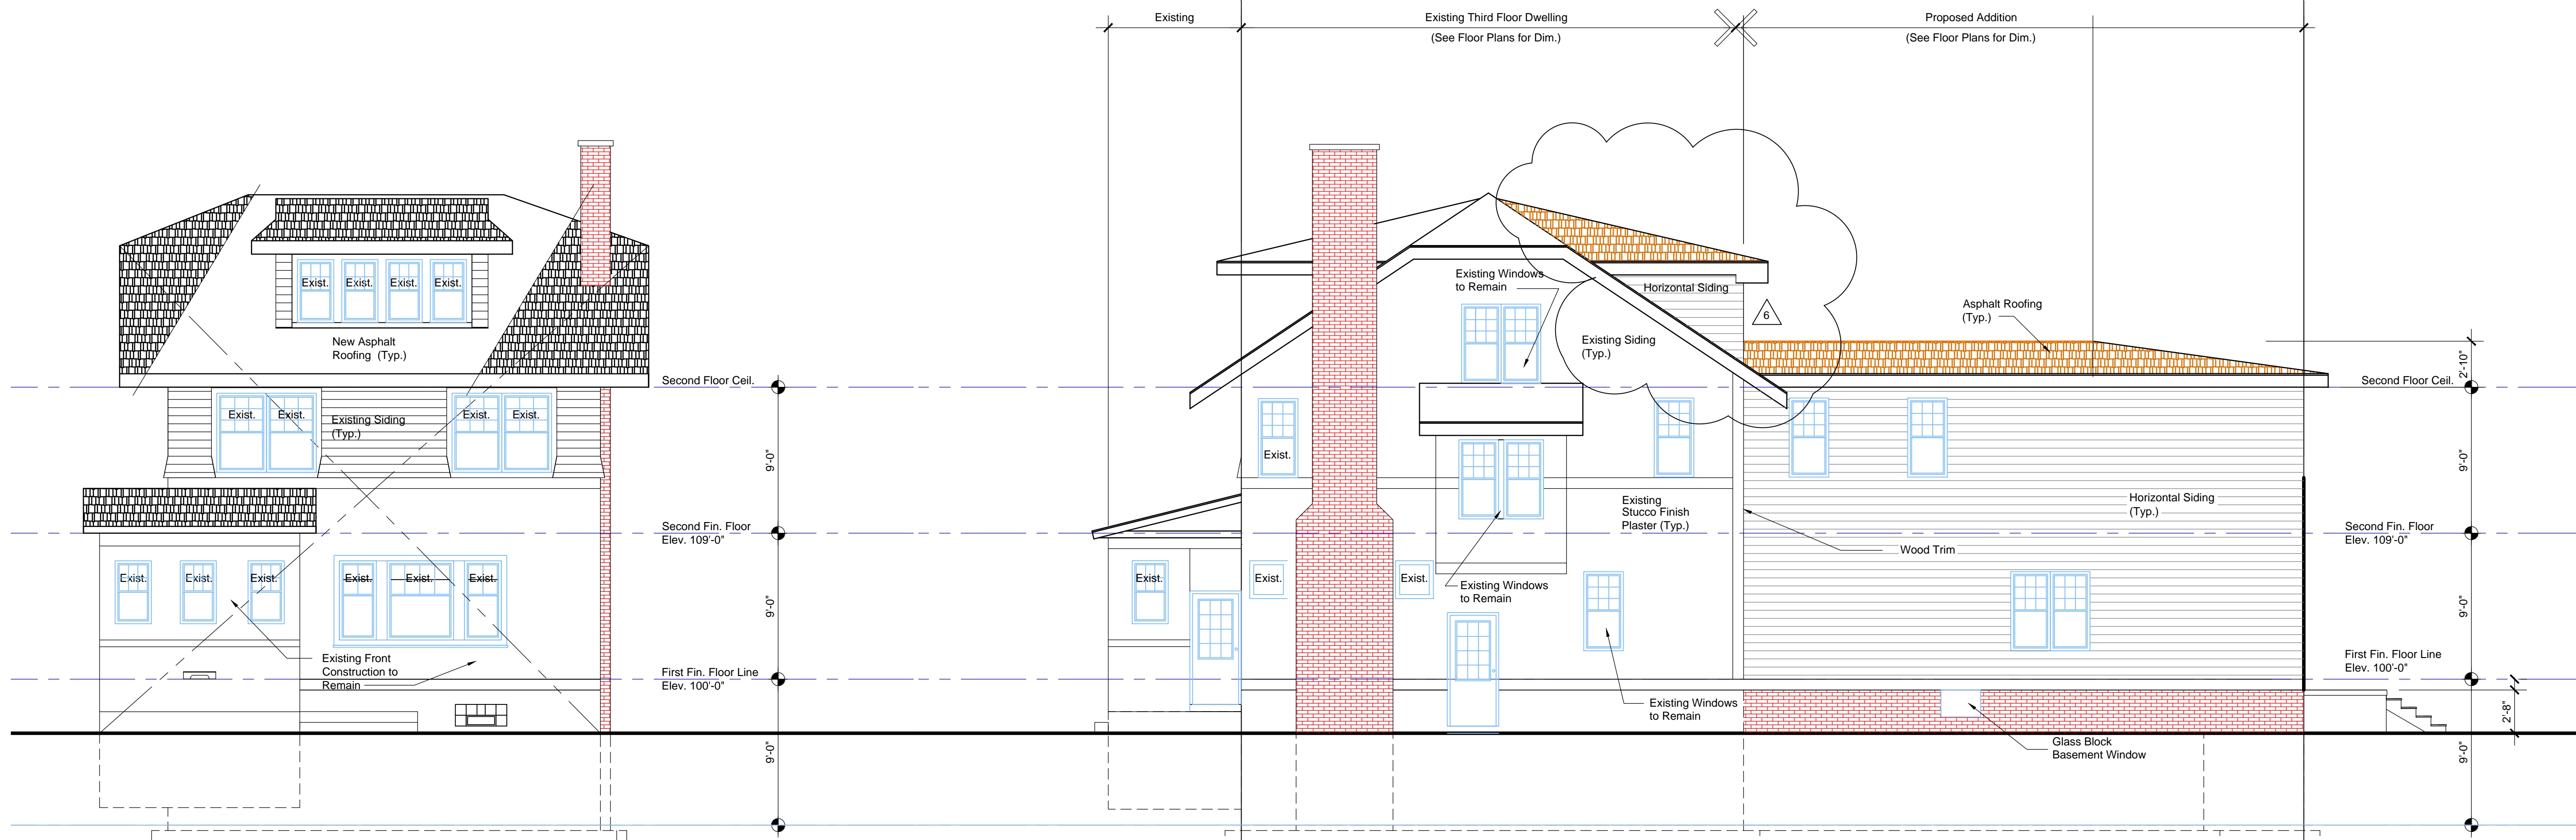 Existing
Existing Third Floor Dwelling
(See Floor Plans for Dim.)
Proposed Addition
(See Floor Plans for Dim.)
Exist.
Exist.
Exist.
Exist.
New Asphalt
Roofing (Typ.)
Exist.
Exist.
Exist.
Exist.
Existing Siding
(Typ.)
Exist.
Exist.
Exist.
Exist.
Exist.
Exist.
Existing Front
Construction to
Remain
Second Floor Ceil.
9'-0"
Second Fin. Floor
Elev. 109'-0"
9'-0"
First Fin. Floor Line
Elev. 100'-0"
9'-0"
Existing Windows
to Remain
Horizontal Siding
6
Existing Siding
(Typ.)
Asphalt Roofing
(Typ.)
Exist.
Existing
Stucco Finish
Plaster (Typ.)
Horizontal Siding
(Typ.)
Wood Trim
Exist.
Exist.
Exist.
Existing Windows
to Remain
Existing Windows
to Remain
Glass Block
Basement Window
2'-10"
Second Floor Ceil.
9'-0"
Second Fin. Floor
Elev. 109'-0"
9'-0"
First Fin. Floor Line
Elev. 100'-0"
2'-8"
9'-0"